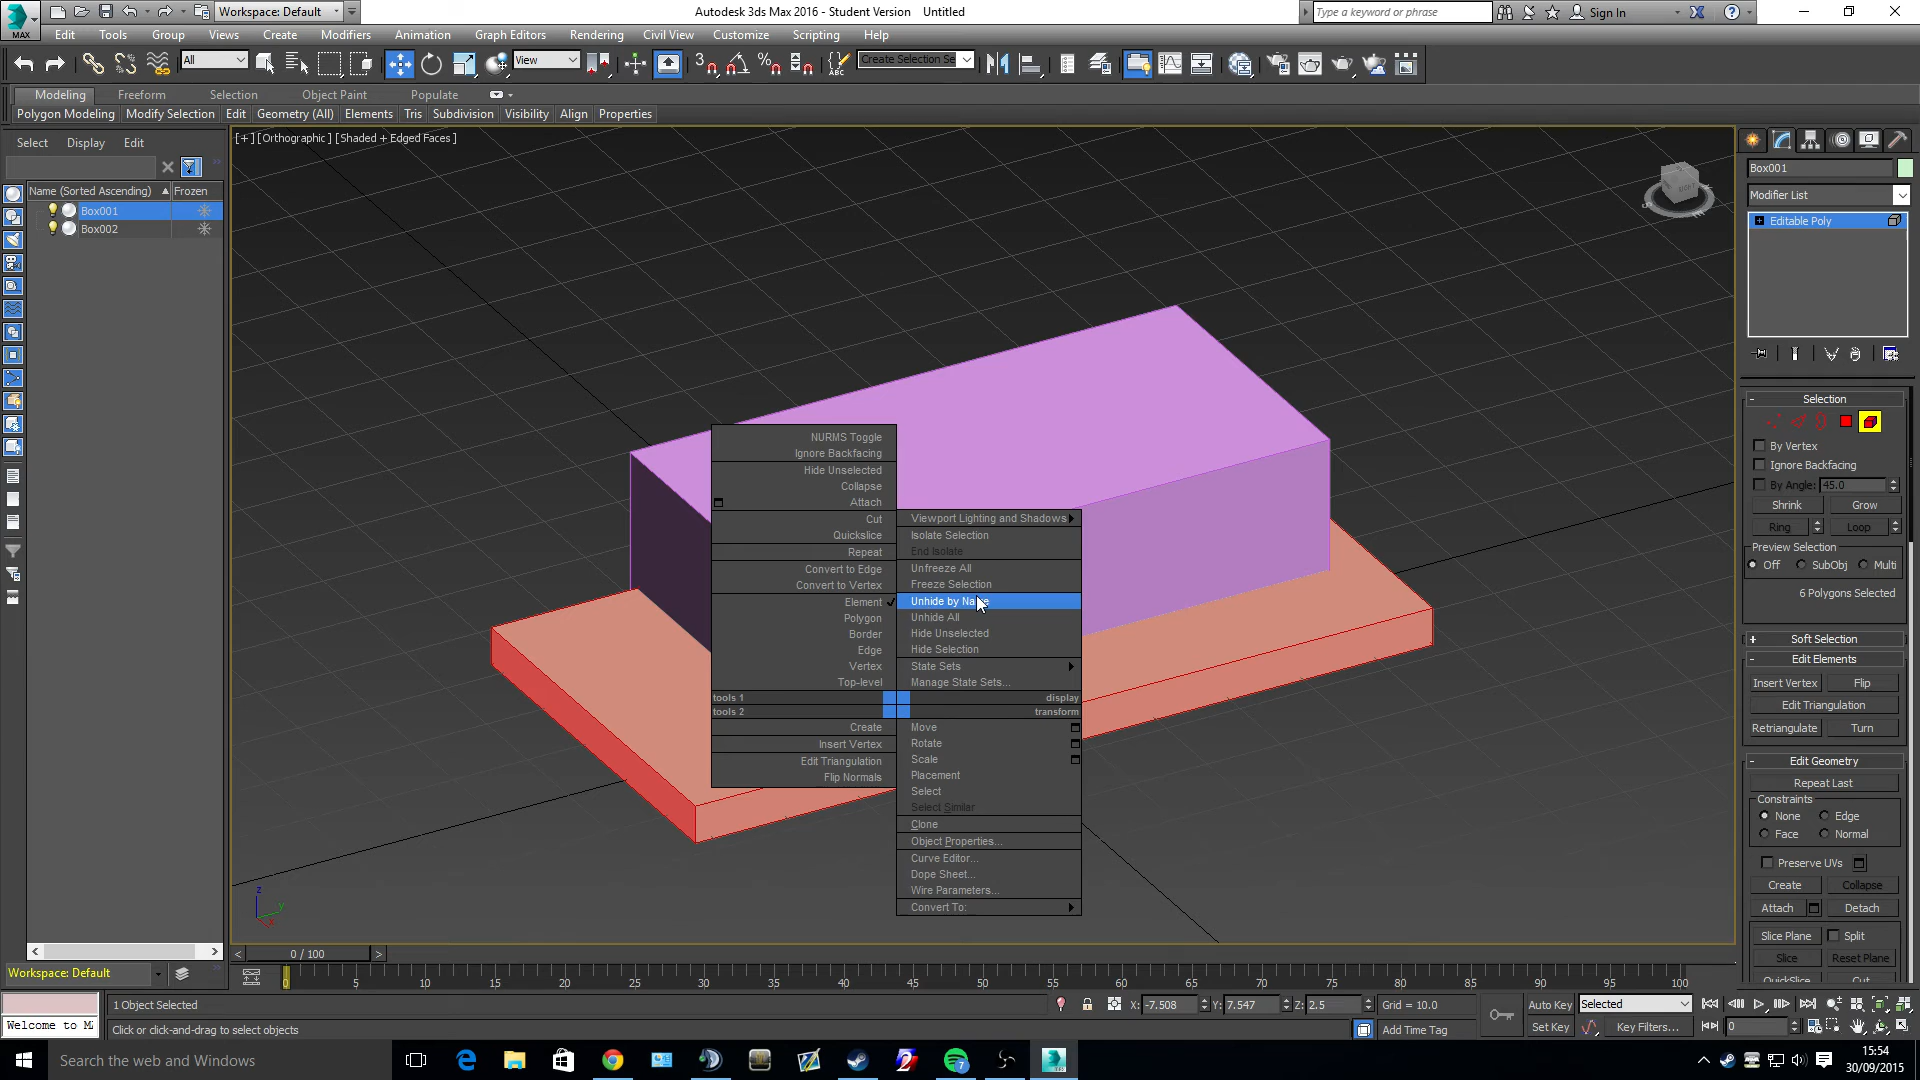 MAX
Workspace: Default
Autodesk 3ds Max 2016 - Student Version Untitled
Type a keyword or phrase
Sign In
Edit Tools Group Views Create Modifiers Animation Graph Editors Rendering Civil View Customize Scripting Help
All
View
3
ABC
Create Selection Se
Modeling Freeform Selection Object Paint Populate
Polygon Modeling Modify Selection Edit Geometry (All) Elements Tris Subdivision Visibility Align Properties
Select Display Edit
[+] [Orthographic] [Shaded + Edged Faces]
Name (Sorted Ascending) Frozen
Box001
Box002
Box001
Modifier List
Editable Poly
NURMS Toggle
Ignore Backfacing
Hide Unselected
Collapse
Attach
Cut
Quickslice
Repeat
Convert to Edge
Convert to Vertex
Element
Polygon
Border
Edge
Vertex
Top-level
tools 1
tools 2
Create
Insert Vertex
Edit Triangulation
Flip Normals
Viewport Lighting and Shadows
Isolate Selection
End Isolate
Unfreeze All
Freeze Selection
Unhide by Name
Unhide All
Hide Unselected
Hide Selection
State Sets
Manage State Sets...
display
transform
Move
Rotate
Scale
Placement
Select
Select Similar
Clone
Object Properties...
Curve Editor...
Dope Sheet...
Wire Parameters...
Convert To:
Selection
By Vertex
Ignore Backfacing
By Angle: 45.0
Shrink Grow
Ring Loop
Preview Selection
Off SubObj Multi
6 Polygons Selected
+ Soft Selection
- Edit Elements
Insert Vertex Flip
Edit Triangulation
Retriangulate Turn
- Edit Geometry
Repeat Last
Constraints
None Edge
Face Normal
Preserve UVs
Create Collapse
Attach Detach
Slice Plane Split
Slice Reset Plane
QuickSlice Cut
z
y
x
< 0 / 100 >
Workspace: Default
0 5 10 15 20 25 30 35 40 45 50 55 60 65 70 75 80 85 90 95 100
1 Object Selected
X: -7.508 Y: 7.547 Z: 2.5 Grid = 10.0
Auto Key Selected
Welcome to M
Click or click-and-drag to select objects
Add Time Tag
Set Key Key Filters...
0
Search the web and Windows
7
15:54
30/09/2015